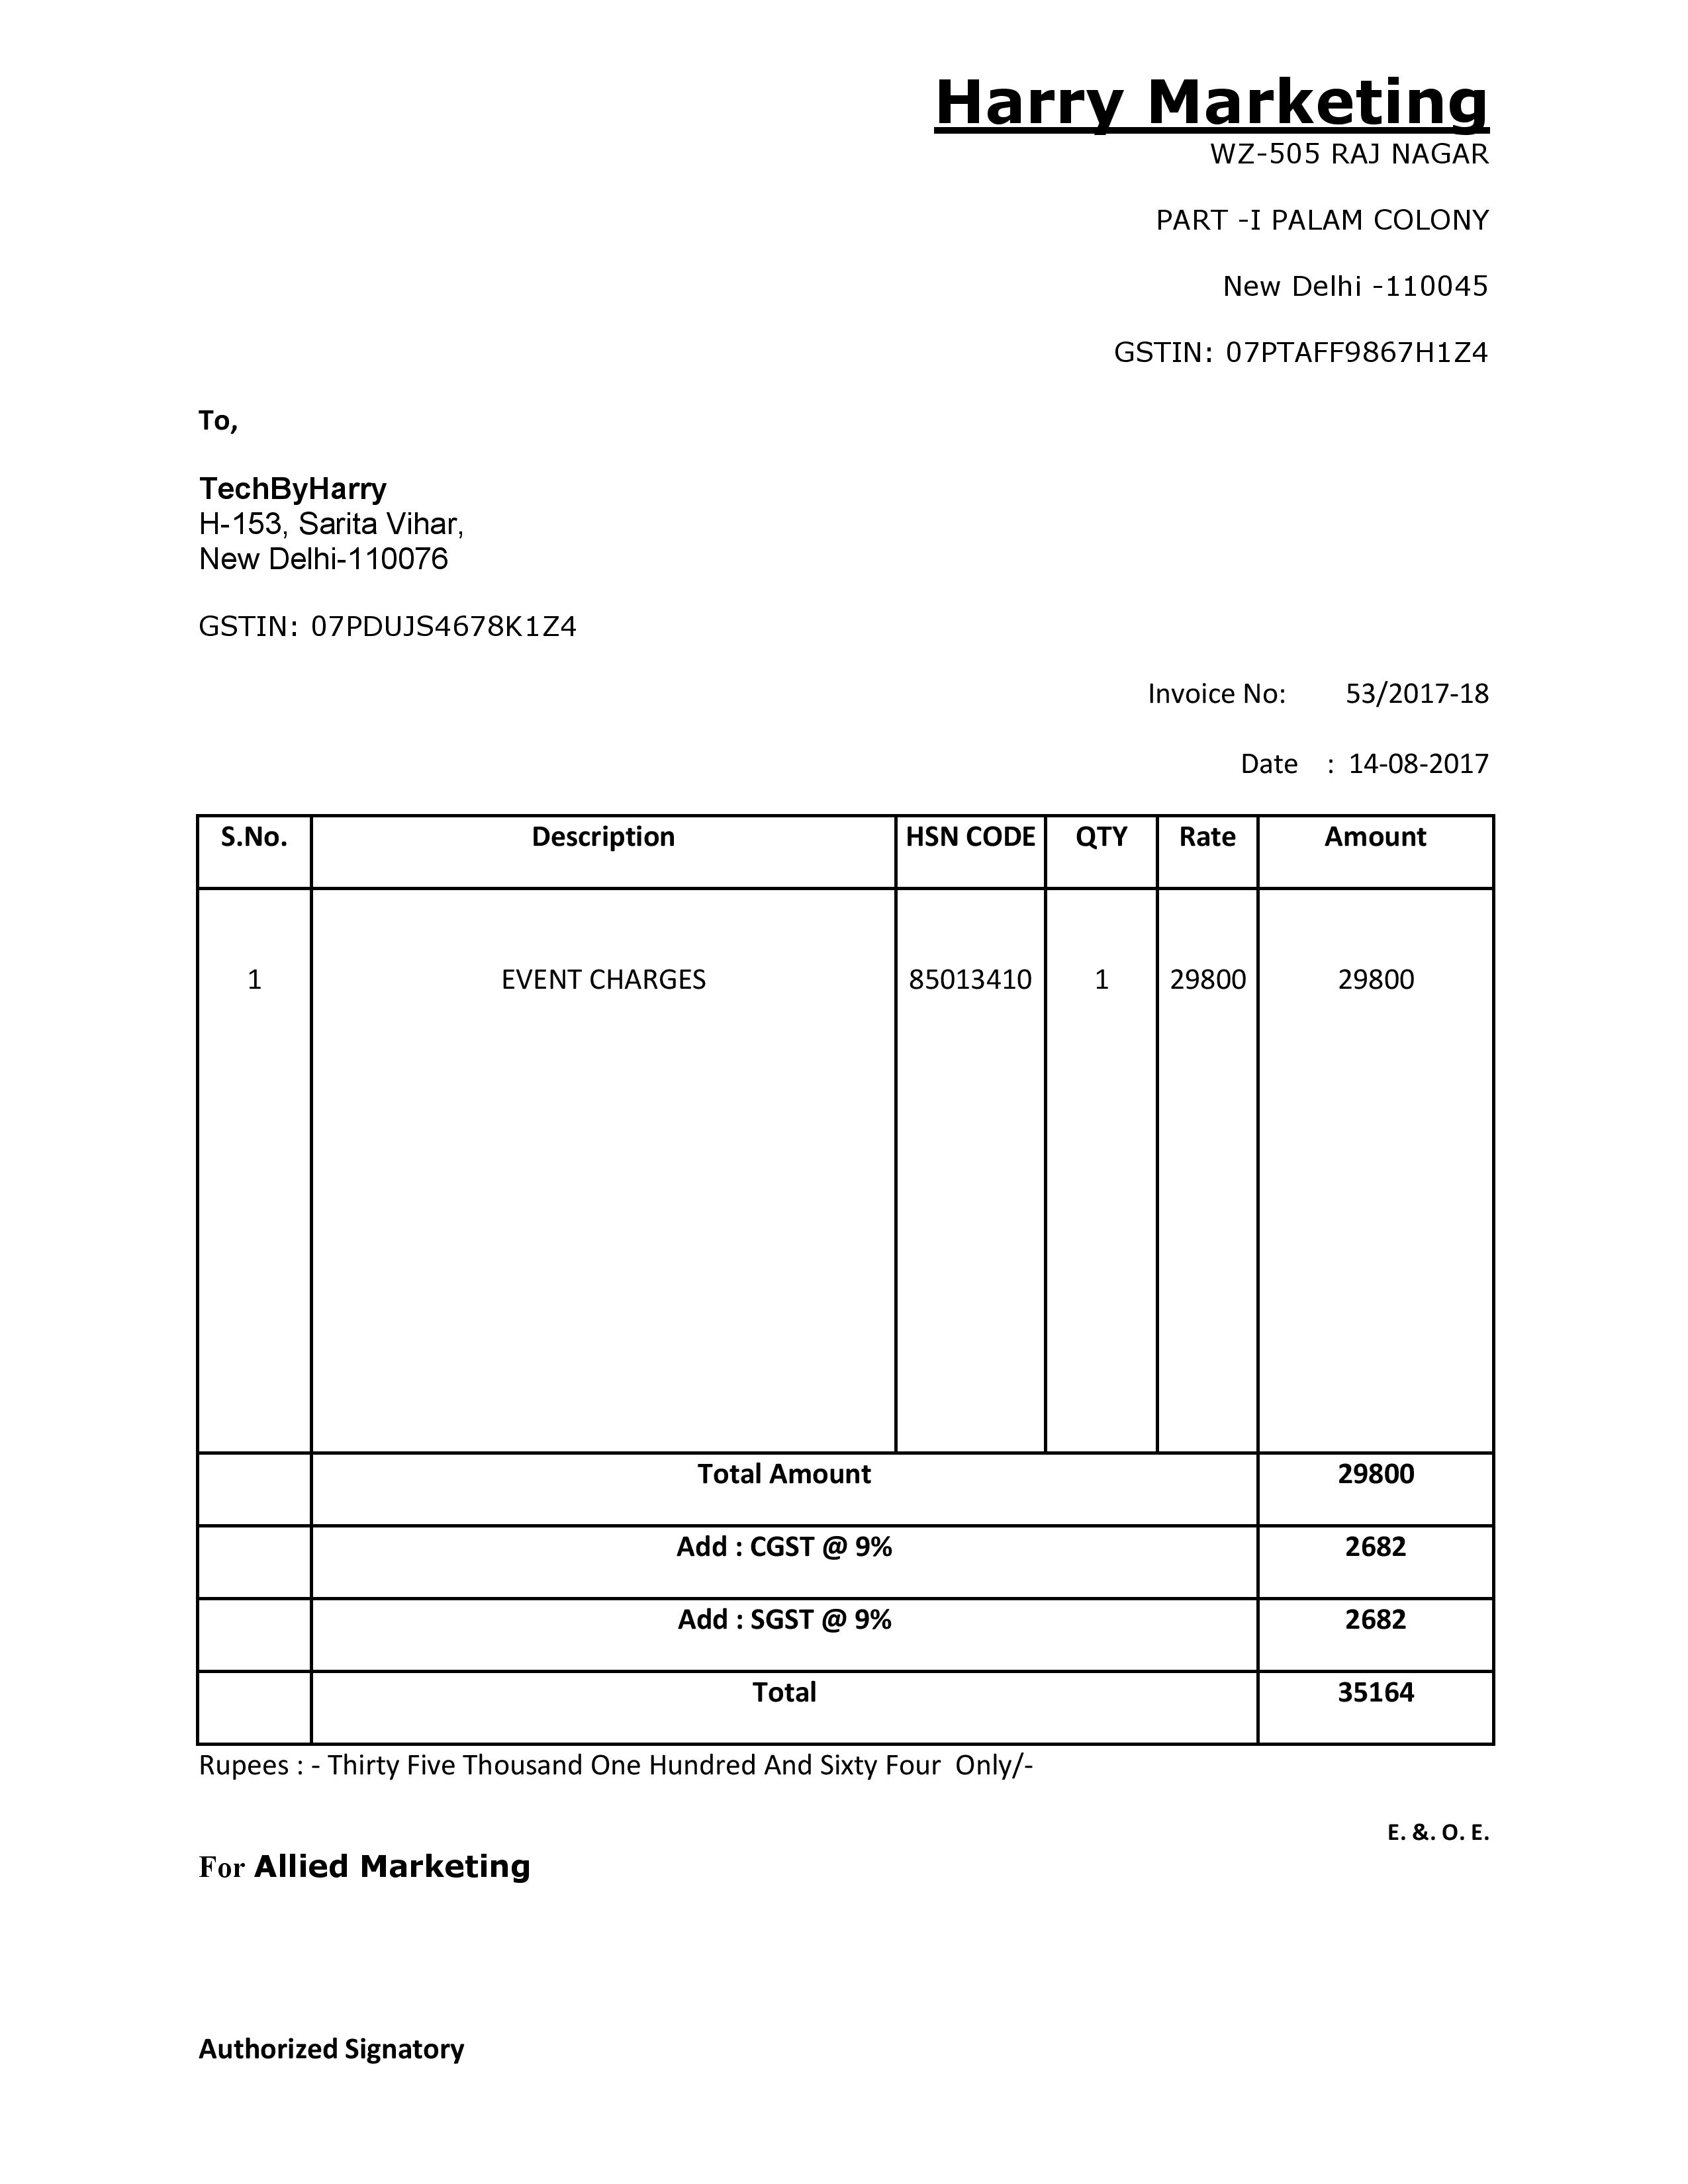 Harry Marketing
WZ-505 RAJ NAGAR
PART -I PALAM COLONY
New Delhi -110045
GSTIN: 07PTAFF9867H1Z4
To,
TechByHarry
H-153, Sarita Vihar,
New Delhi-110076
GSTIN: 07PDUJS4678K1Z4
Invoice No: 53/2017-18
Date : 14-08-2017
S.No. Description HSN CODE QTY Rate Amount
1 EVENT CHARGES 85013410 1 29800 29800
Total Amount 29800
Add : CGST @ 9% 2682
Add : SGST @ 9% 2682
Total 35164
Rupees : - Thirty Five Thousand One Hundred And Sixty Four Only/-
E. &. O. E.
For Allied Marketing
Authorized Signatory